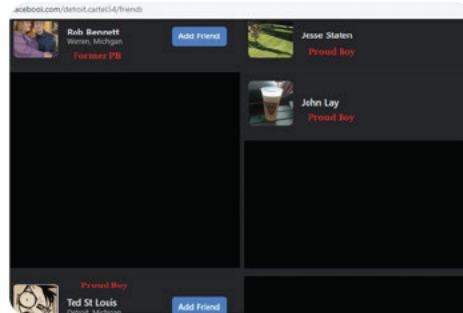 acebook.com/detroit.cartel54/friends
Rob Bennett
Warren, Michigan
Add Friend
Former PB
Jesse Staten
Proud Boy
John Lay
Proud Boy
Proud Boy
Ted St Louis
Detroit, Michigan
Add Friend